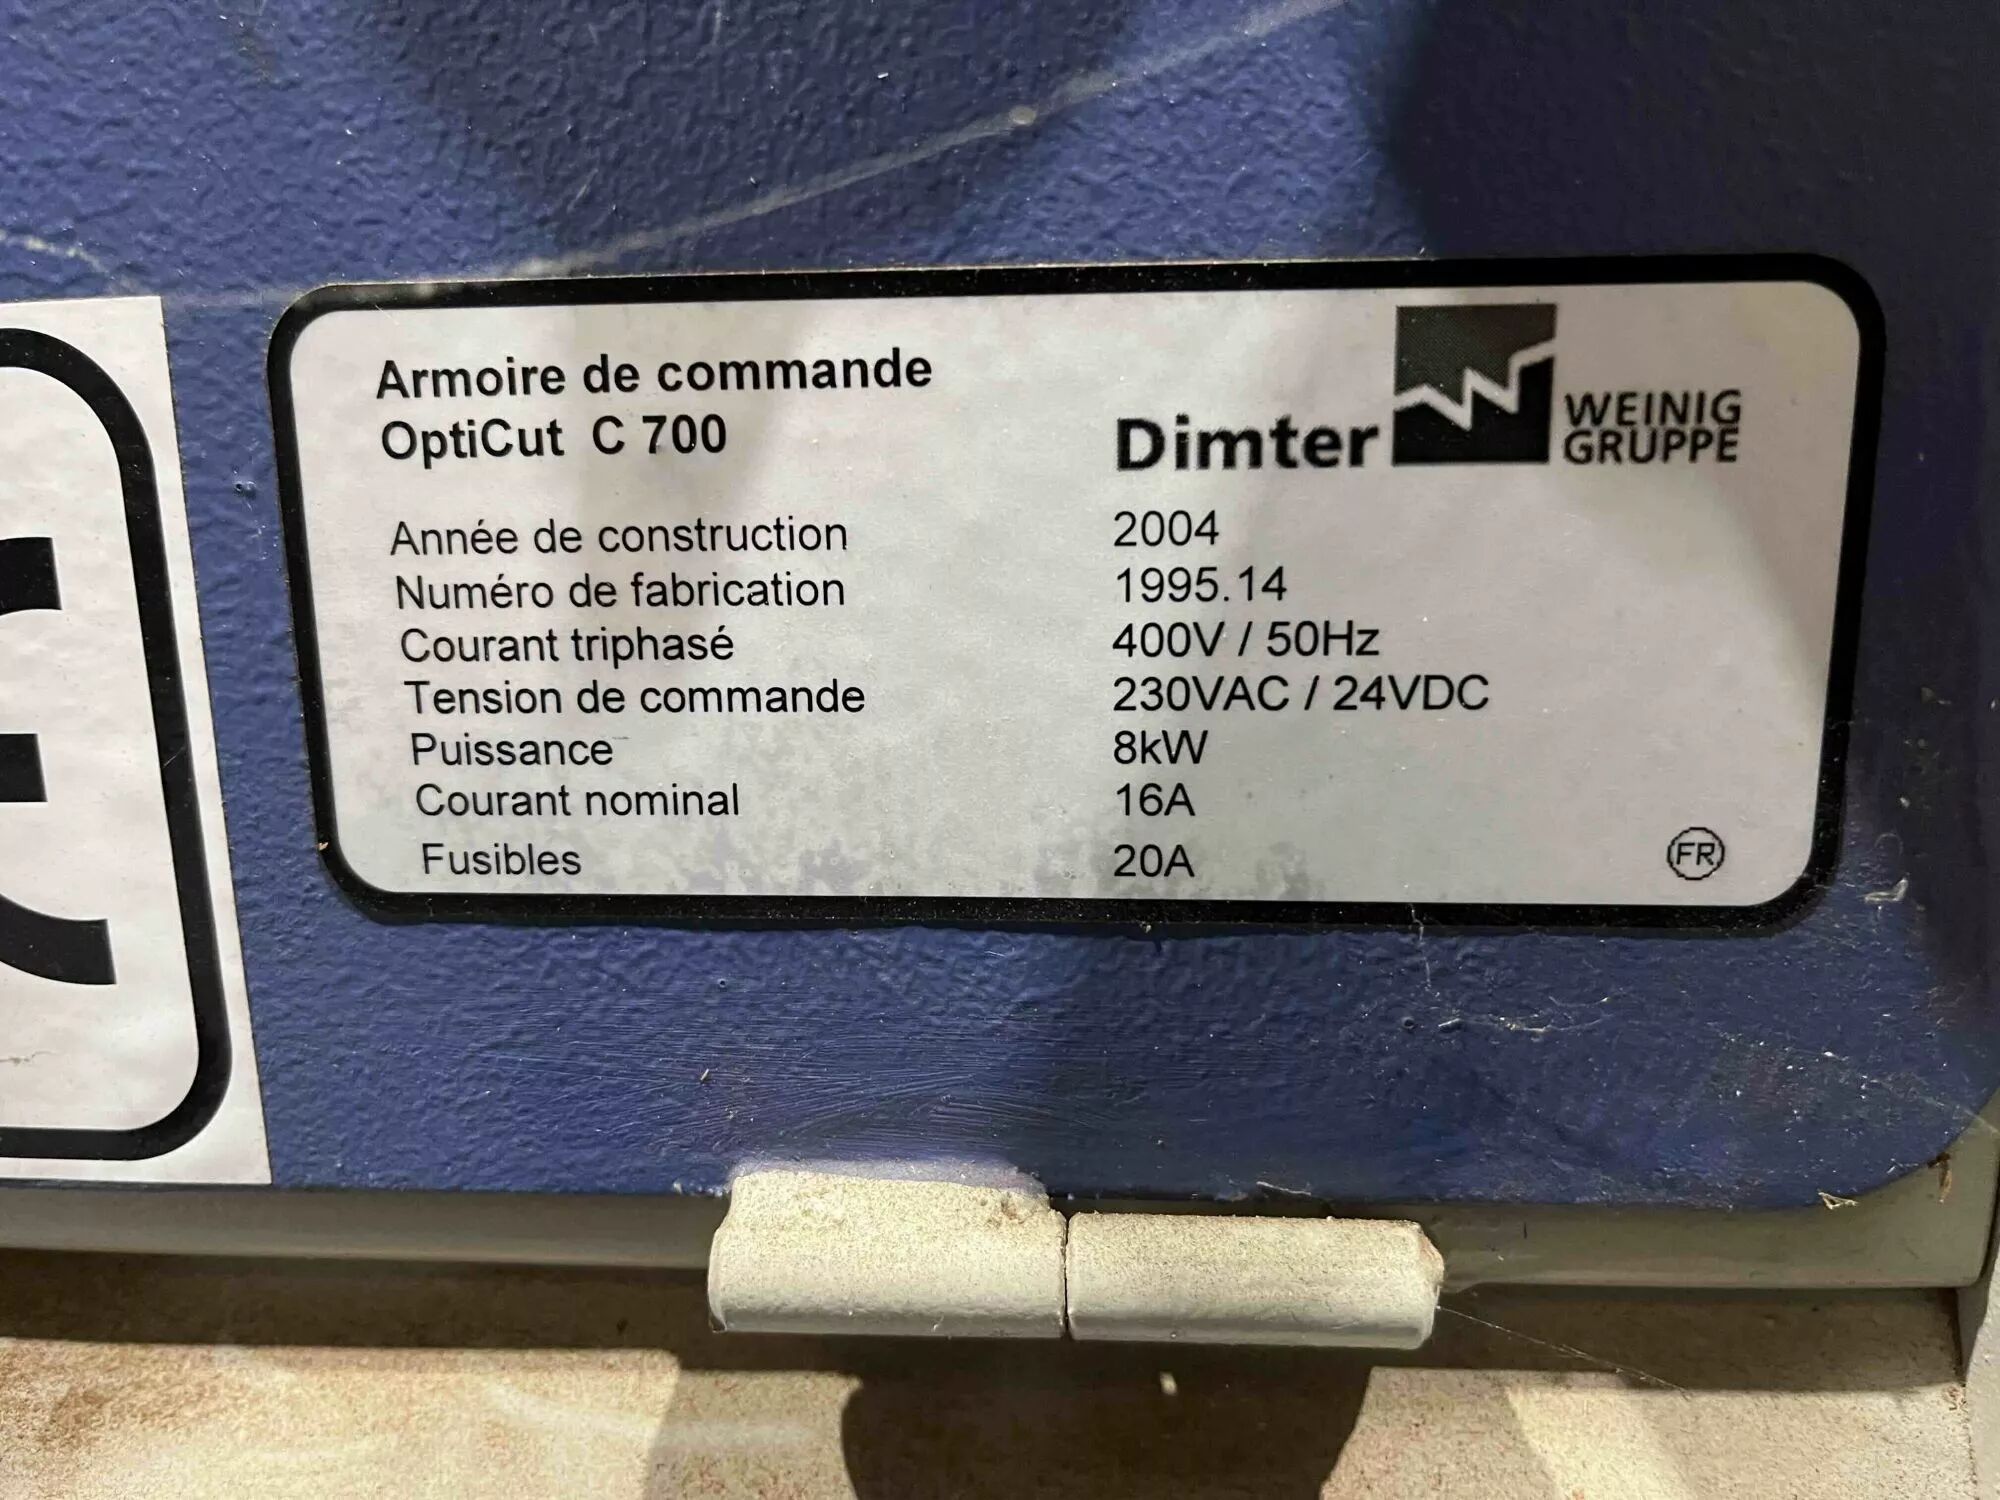 Armoire de commande
OptiCut C 700
Dimter WEINIG
GRUPPE
Année de construction 2004
Numéro de fabrication 1995.14
Courant triphasé 400V / 50Hz
Tension de commande 230VAC / 24VDC
Puissance 8kW
Courant nominal 16A
Fusibles 20A
FR